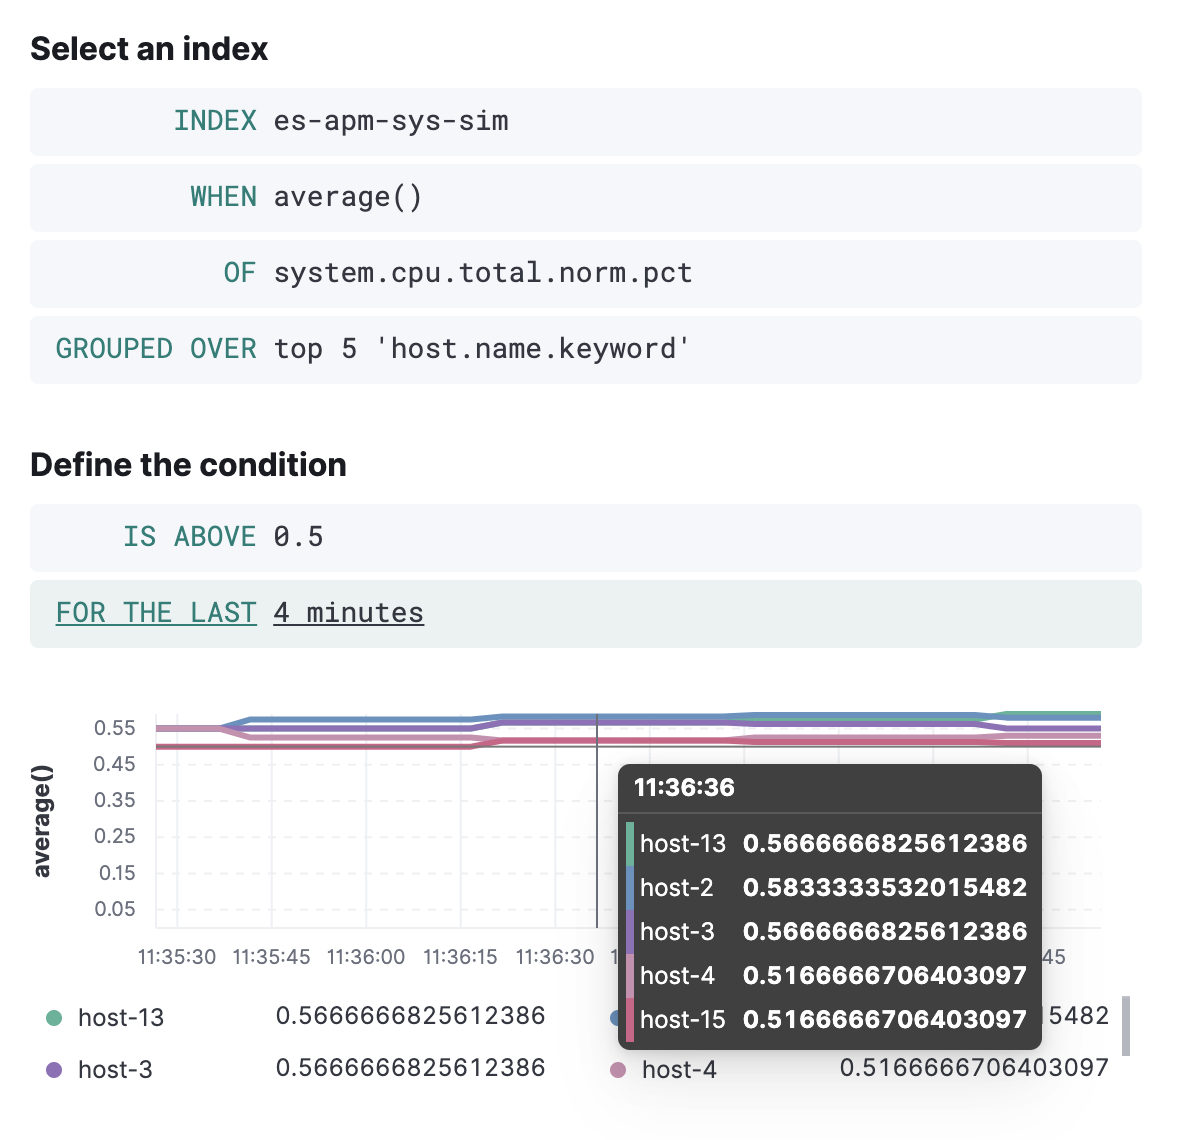 Select an index
INDEX es-apm-sys-sim
WHEN average()
OF system.cpu.total.norm.pct
GROUPED OVER top 5 'host.name.keyword'
Define the condition
IS ABOVE 0.5
FOR THE LAST 4 minutes
average()
0.55
0.45
0.35
0.25
0.15
0.05
11:35:30 11:35:45 11:36:00 11:36:15 11:36:30 1 45
11:36:36
host-13 0.5666666825612386
host-2 0.5833333532015482
host-3 0.5666666825612386
host-4 0.5166666706403097
host-15 0.5166666706403097
host-13 0.5666666825612386 15482
host-3 0.5666666825612386 host-4 0.5166666706403097